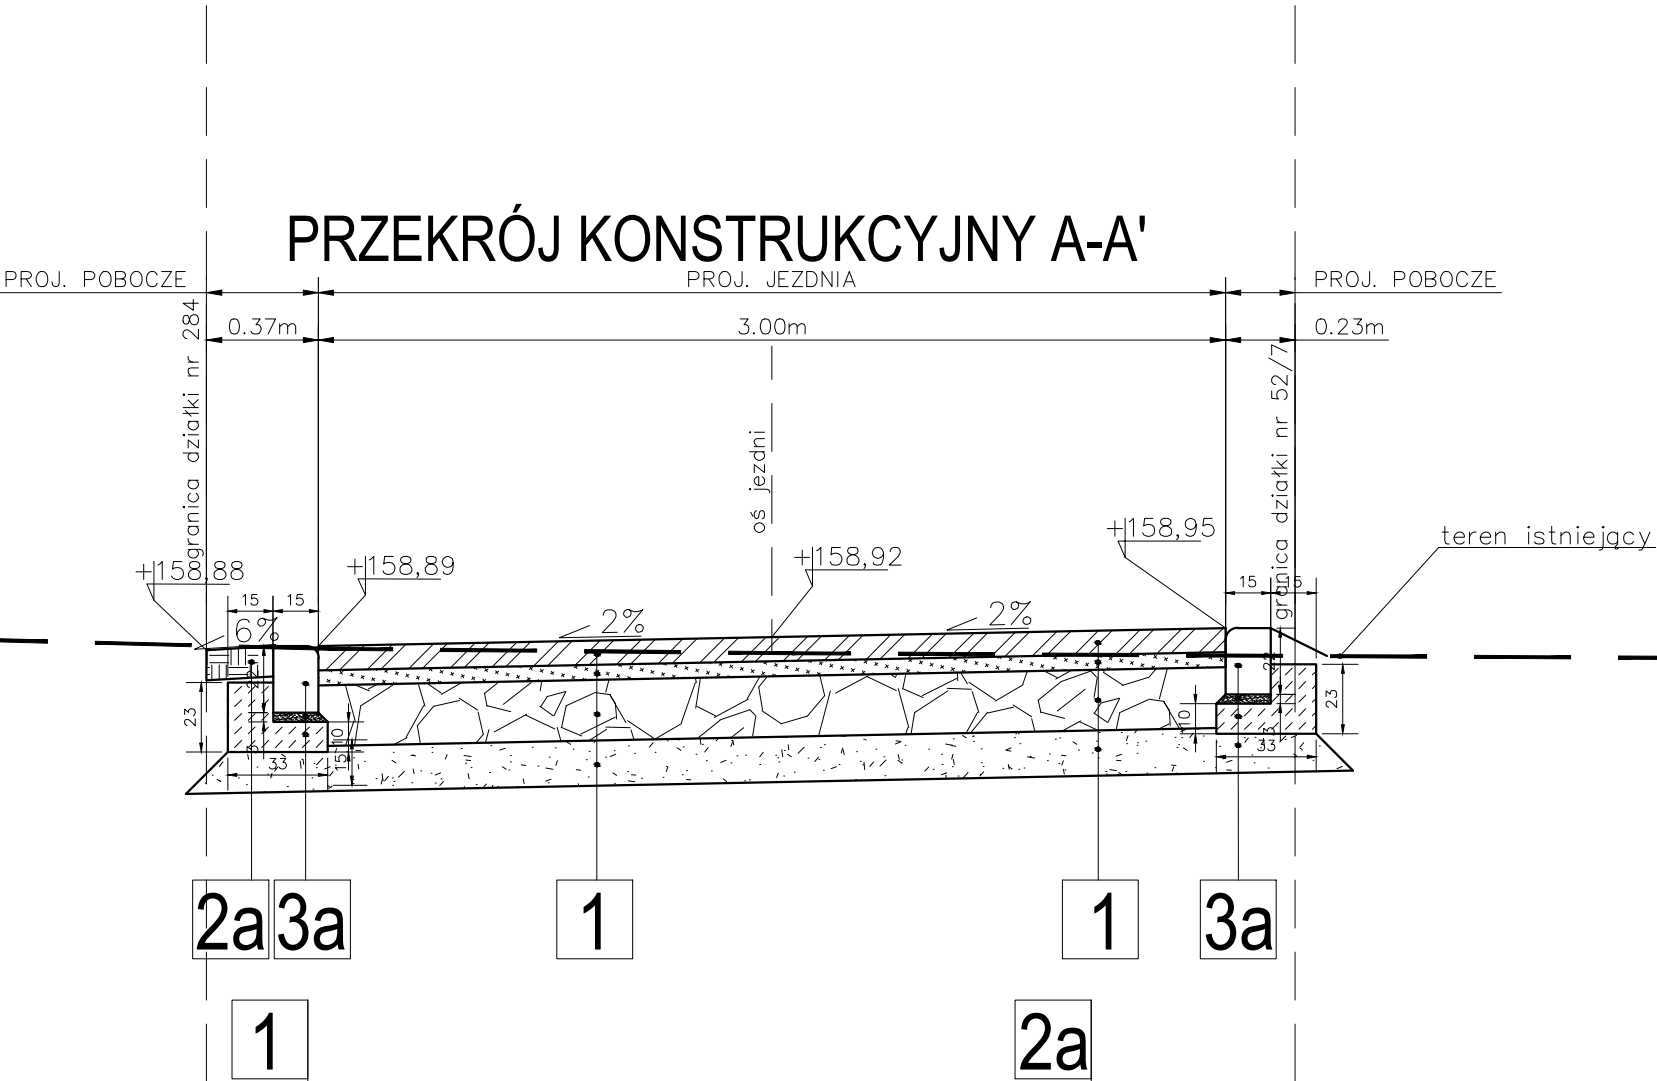 PRZEKRÓJ KONSTRUKCYJNY A-A'
PROJ. POBOCZE
PROJ. JEZDNIA
PROJ. POBOCZE
0.37m
3.00m
0.23m
granica działki nr 284
oś jezdni
granica działki nr 52/7
+158,88
+158,89
+158,92
+158,95
teren istniejący
15 15
15 15
6%
2%
2%
23
10
15
33
10
23
33
2a
3a
1
1
3a
1
2a